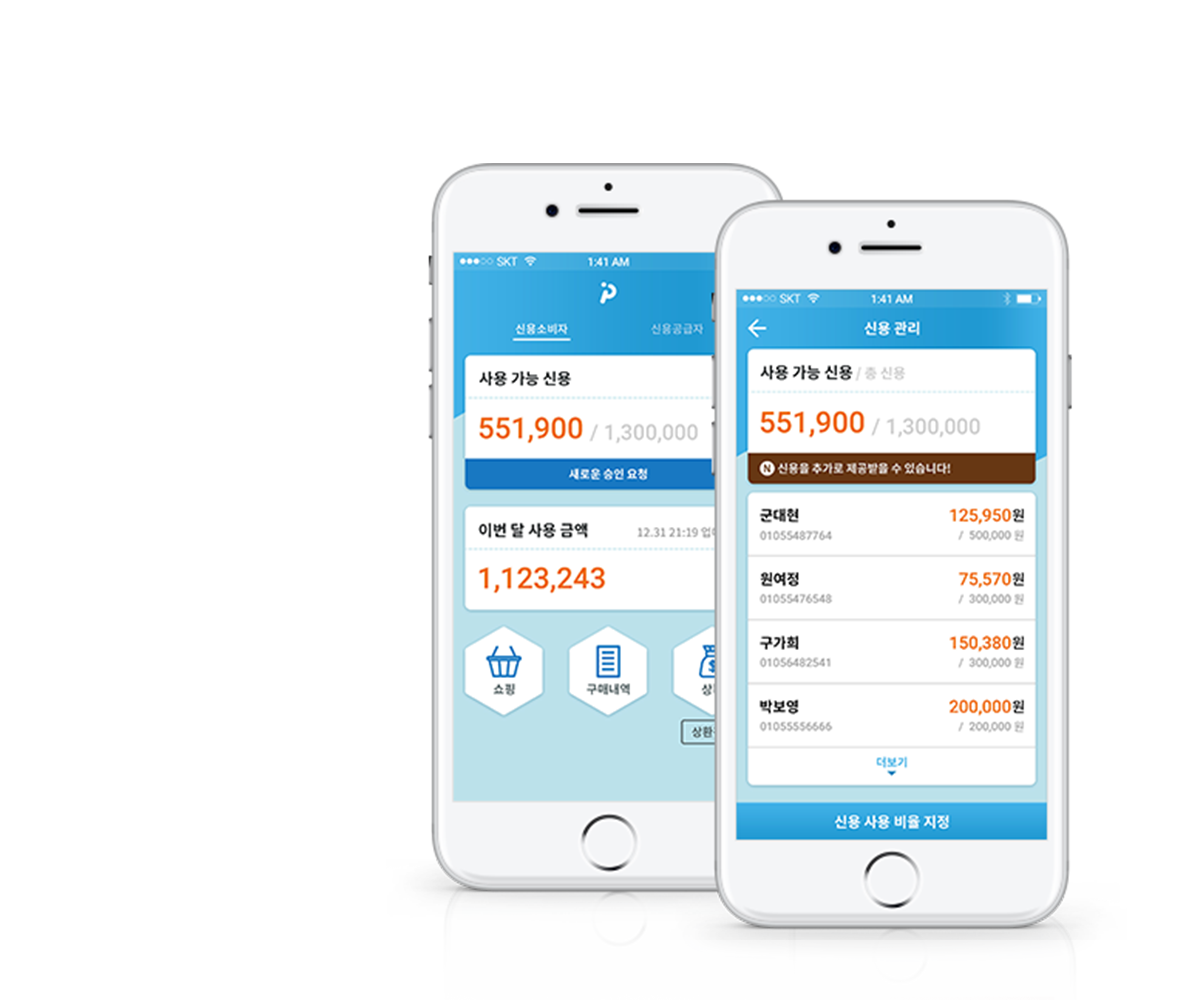 SKT 1:41 AM
신용소비자 신용공급자
사용 가능 신용
551,900 / 1,300,000
새로운 승인 요청
이번 달 사용 금액 12.31 21:19
1,123,243
쇼핑 구매내역
상환
SKT 1:41 AM
신용 관리
사용 가능 신용 / 총 신용
551,900 / 1,300,000
N 신용을 추가로 제공받을 수 있습니다!
군대현 125,950원
01055487764 / 500,000 원
원여정 75,570원
01055476548 / 300,000 원
구가희 150,380원
01056482541 / 300,000 원
박보영 200,000원
01055556666 / 200,000 원
더보기
신용 사용 비율 지정